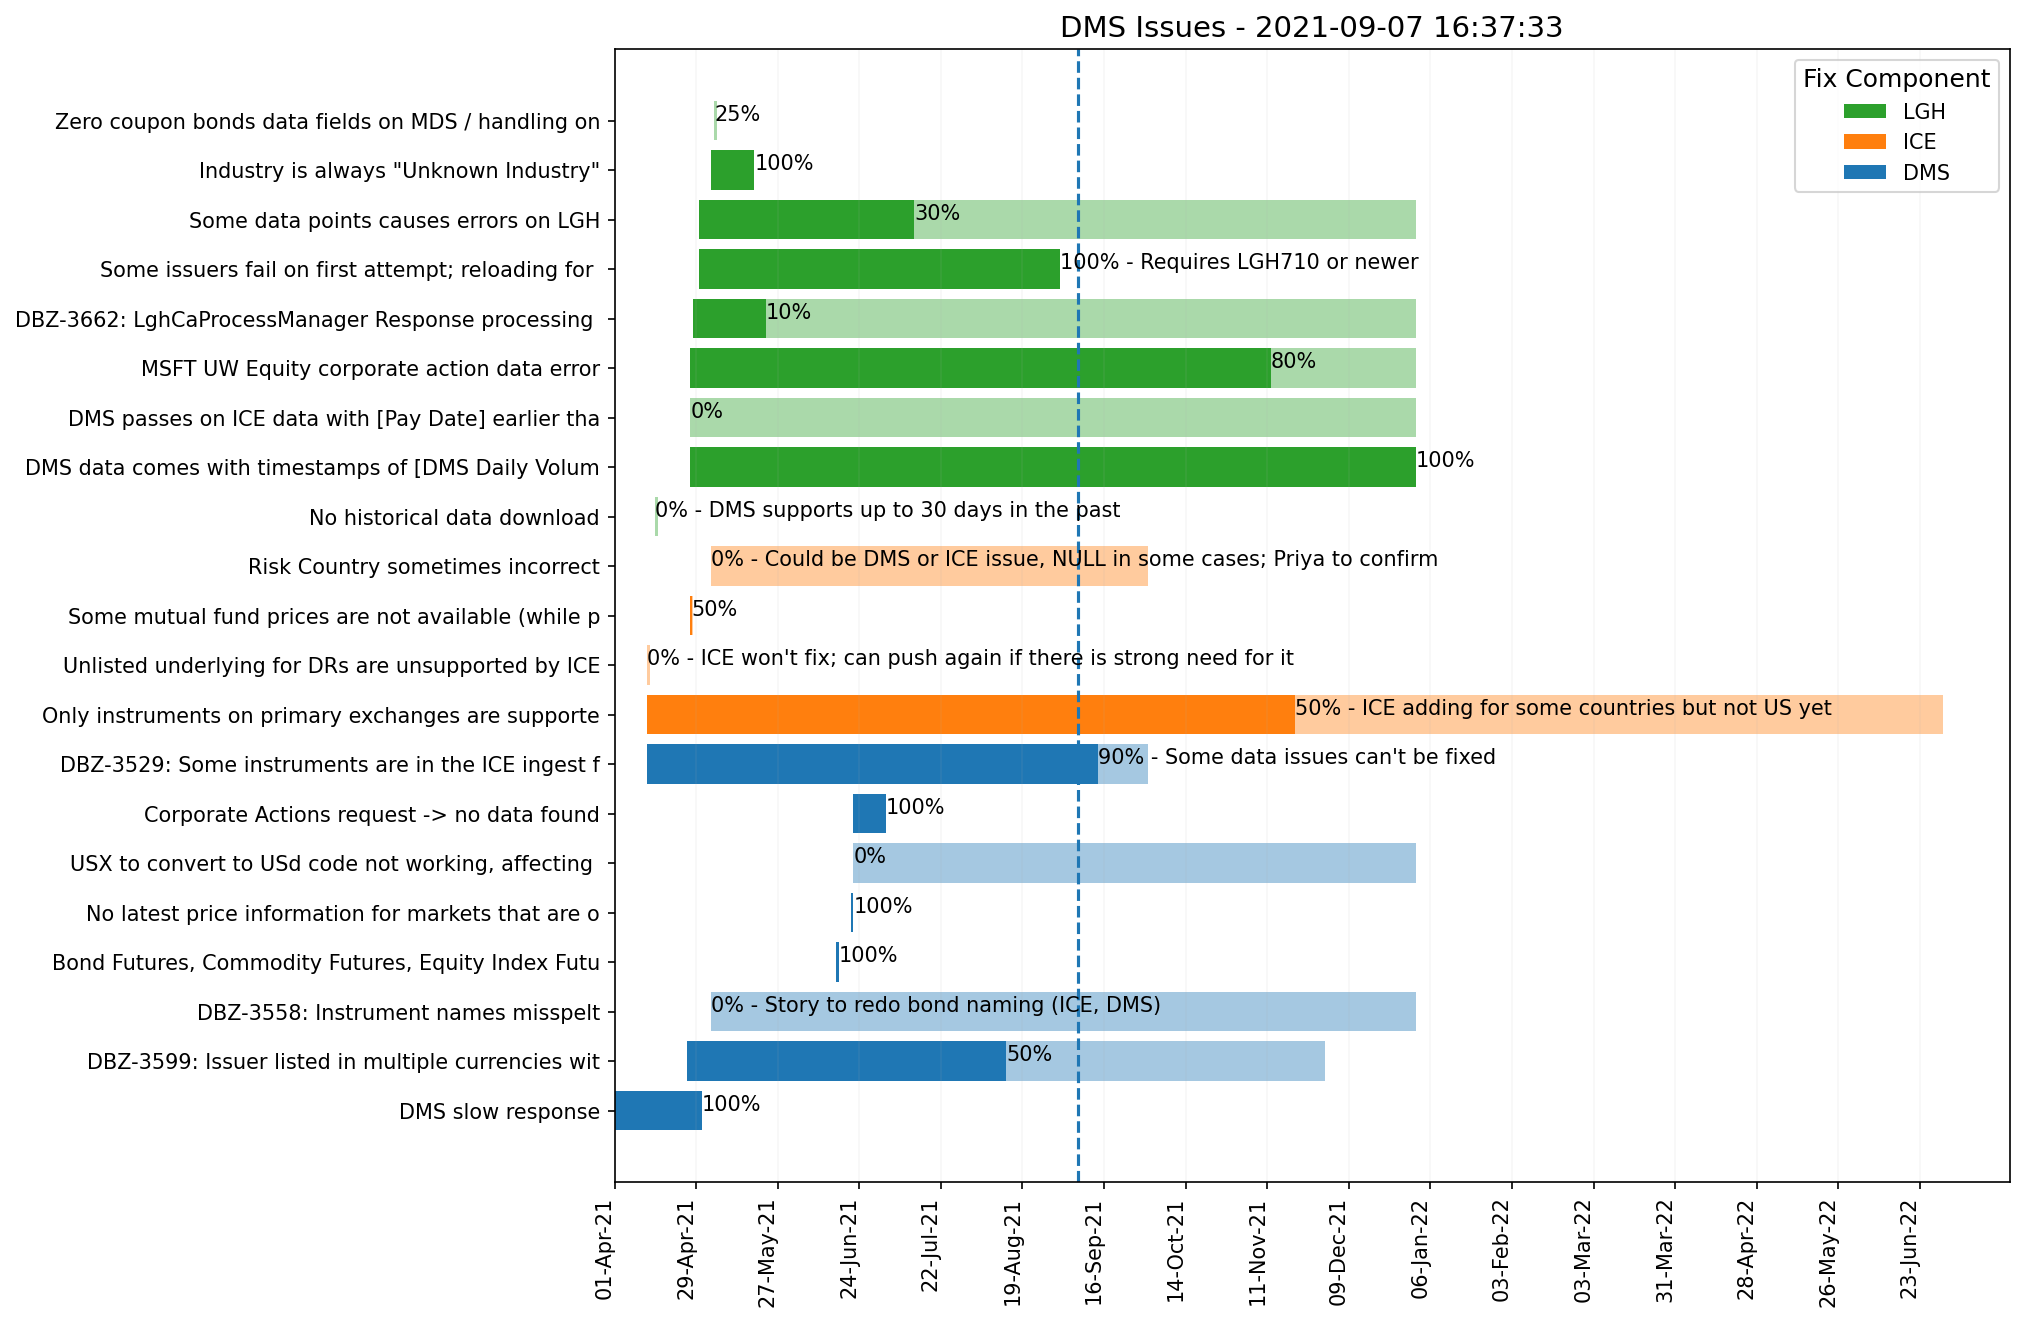 DMS Issues - 2021-09-07 16:37:33
Fix Component
LGH
ICE
DMS
Zero coupon bonds data fields on MDS / handling on
25%
Industry is always "Unknown Industry"
100%
Some data points causes errors on LGH
30%
Some issuers fail on first attempt; reloading for
100% - Requires LGH710 or newer
DBZ-3662: LghCaProcessManager Response processing
10%
MSFT UW Equity corporate action data error
80%
DMS passes on ICE data with [Pay Date] earlier tha
0%
DMS data comes with timestamps of [DMS Daily Volum
100%
No historical data download
0% - DMS supports up to 30 days in the past
Risk Country sometimes incorrect
0% - Could be DMS or ICE issue, NULL in some cases; Priya to confirm
Some mutual fund prices are not available (while p
50%
Unlisted underlying for DRs are unsupported by ICE
0% - ICE won't fix; can push again if there is strong need for it
Only instruments on primary exchanges are supporte
50% - ICE adding for some countries but not US yet
DBZ-3529: Some instruments are in the ICE ingest f
90% - Some data issues can't be fixed
Corporate Actions request -> no data found
100%
USX to convert to USd code not working, affecting
0%
No latest price information for markets that are o
100%
Bond Futures, Commodity Futures, Equity Index Futu
100%
DBZ-3558: Instrument names misspelt
0% - Story to redo bond naming (ICE, DMS)
DBZ-3599: Issuer listed in multiple currencies wit
50%
DMS slow response
100%
01-Apr-21
29-Apr-21
27-May-21
24-Jun-21
22-Jul-21
19-Aug-21
16-Sep-21
14-Oct-21
11-Nov-21
09-Dec-21
06-Jan-22
03-Feb-22
03-Mar-22
31-Mar-22
28-Apr-22
26-May-22
23-Jun-22